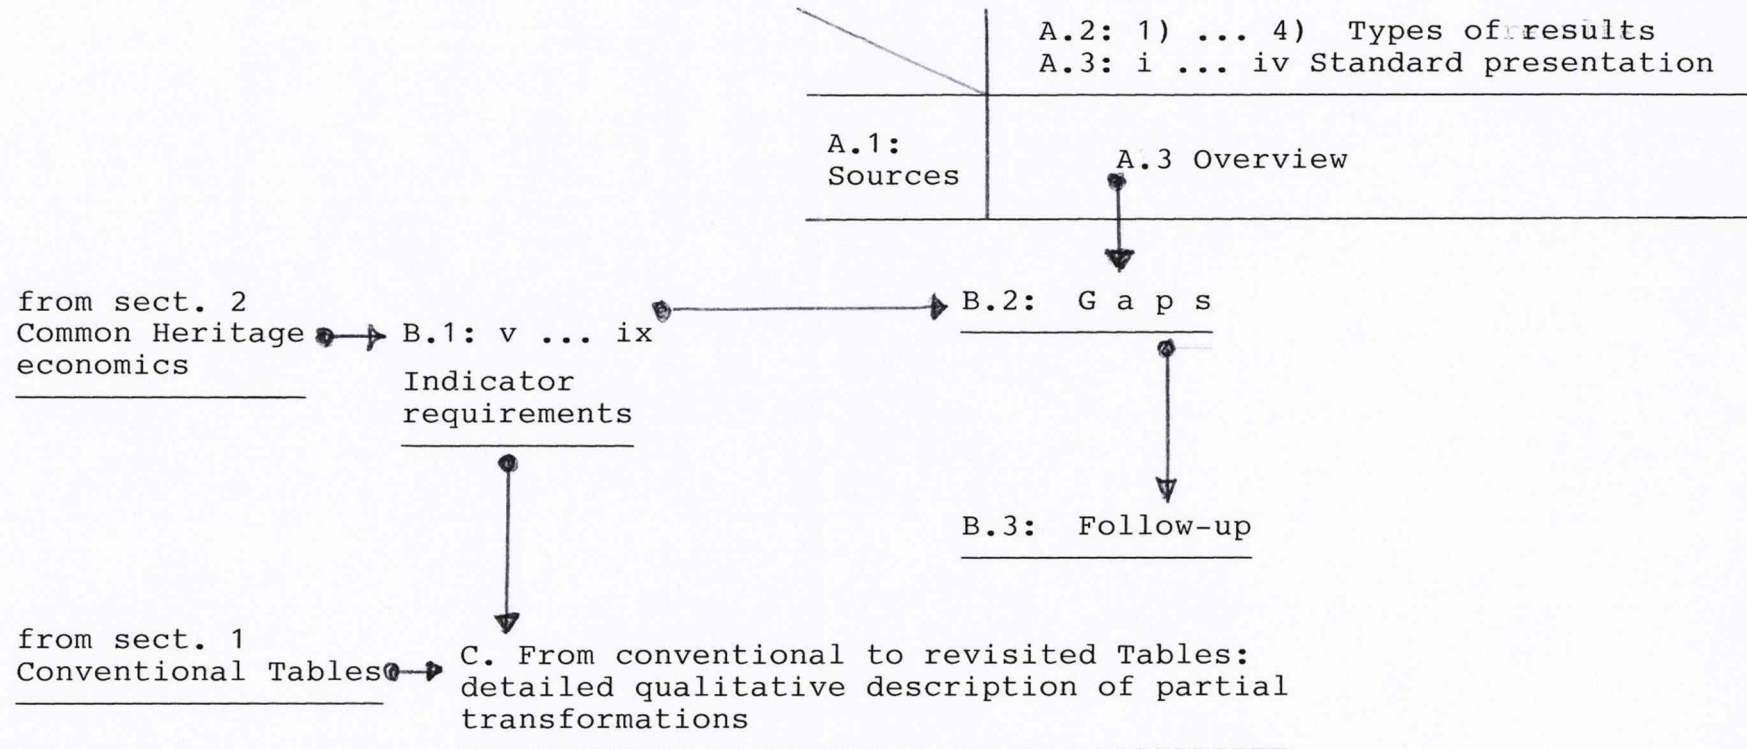 A.2: 1) ... 4) Types of results
A.3: i ... iv Standard presentation
A.1:
Sources
A.3 Overview
from sect. 2
Common Heritage
economics
B.1: v ... ix
Indicator
requirements
B.2: G a p s
B.3: Follow-up
from sect. 1
Conventional Tables
C. From conventional to revisited Tables:
detailed qualitative description of partial
transformations